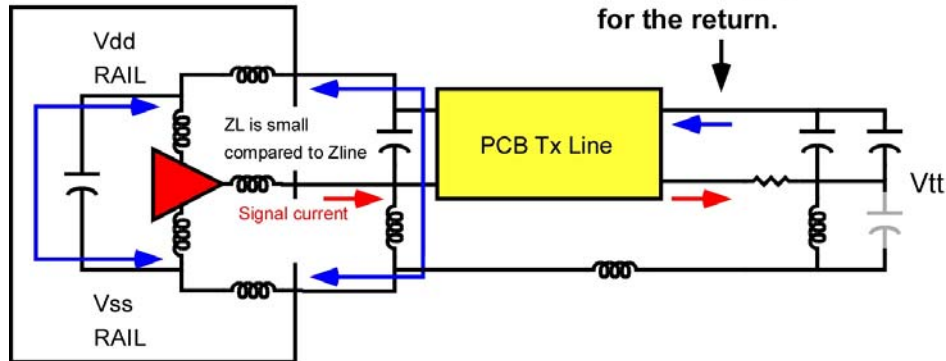 for the return.
Vdd
RAIL
ZL is small
compared to Zline
PCB Tx Line
Vtt
Signal current
Vss
RAIL